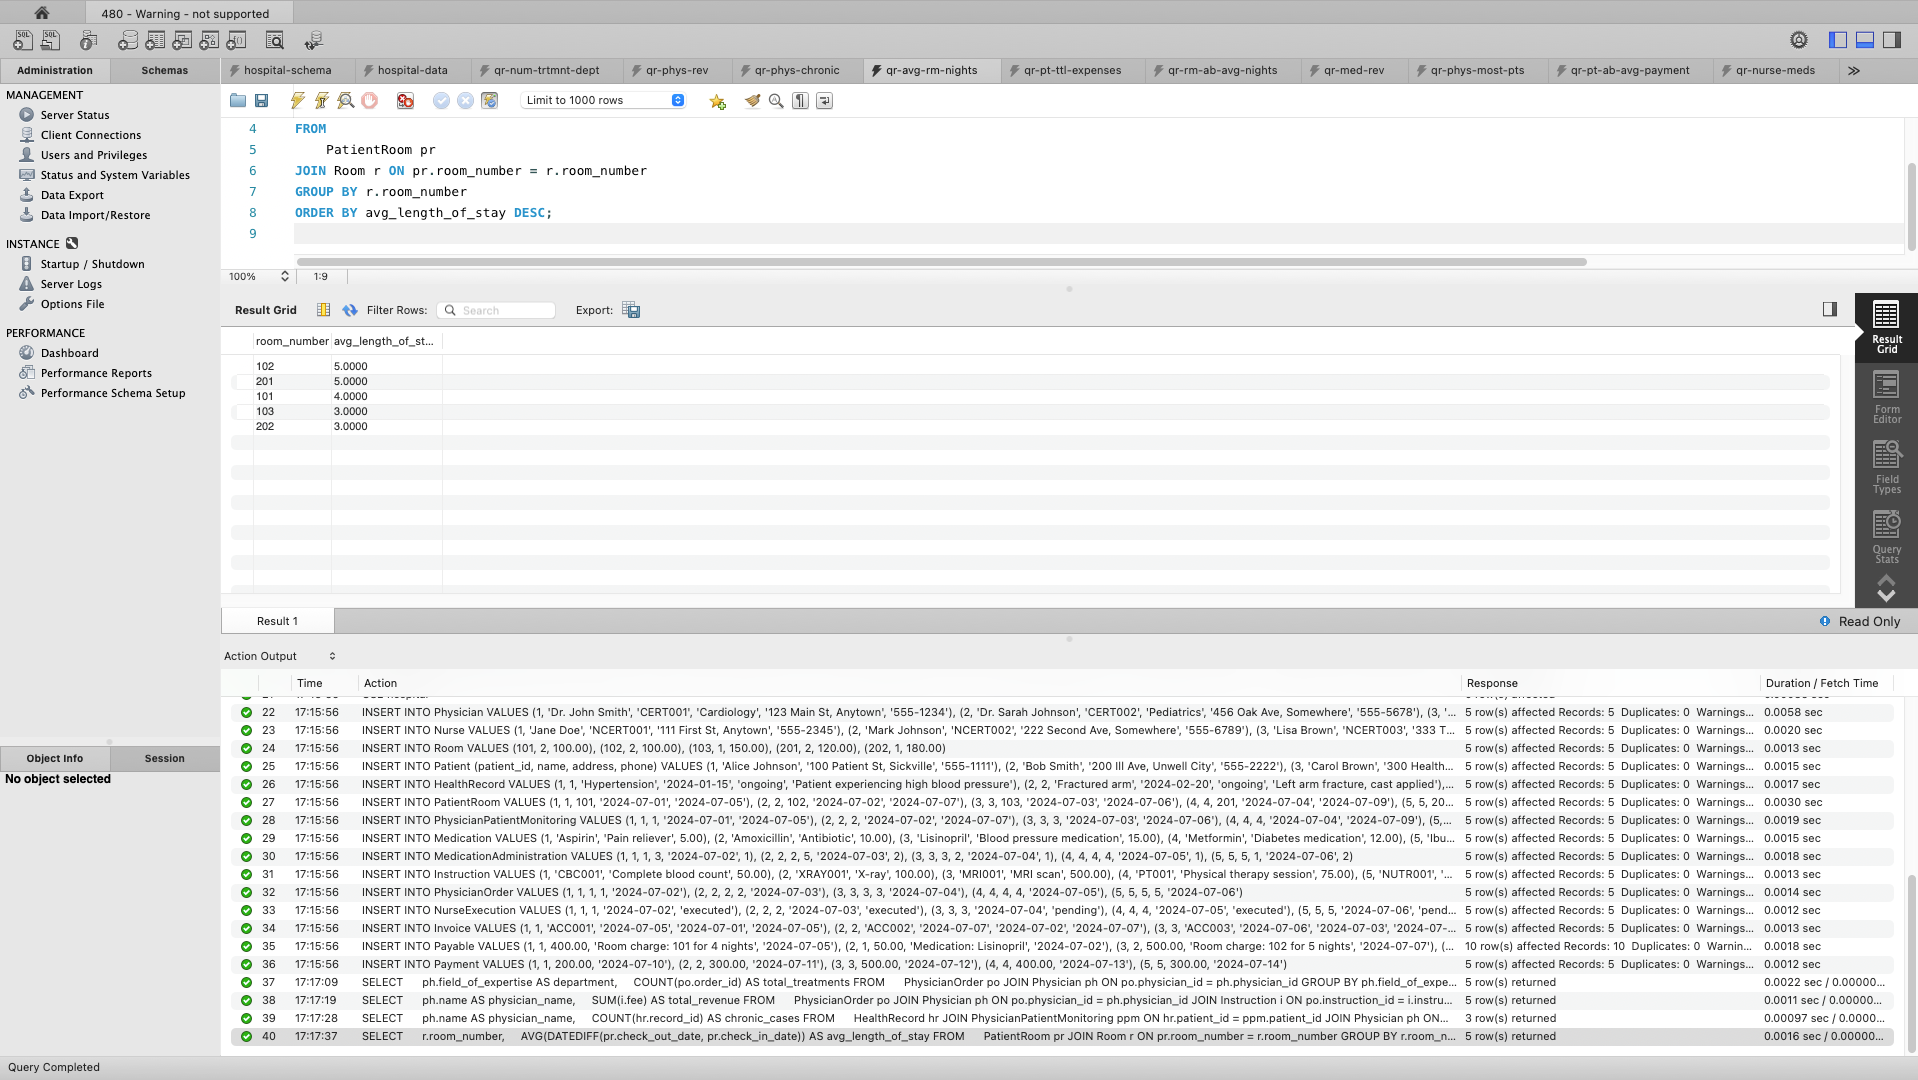 480 - Warning - not supported
Administration
Schemas
hospital-schema
hospital-data
qr-num-trtmnt-dept
qr-phys-rev
qr-phys-chronic
qr-avg-rm-nights
qr-pt-ttl-expenses
qr-rm-ab-avg-nights
qr-med-rev
qr-phys-most-pts
qr-pt-ab-avg-payment
qr-nurse-meds
MANAGEMENT
Server Status
Client Connections
Users and Privileges
Status and System Variables
Data Export
Data Import/Restore
INSTANCE
Startup / Shutdown
Server Logs
Options File
PERFORMANCE
Dashboard
Performance Reports
Performance Schema Setup
Object Info
Session
No object selected
Limit to 1000 rows
4 FROM
5 PatientRoom pr
6 JOIN Room r ON pr.room_number = r.room_number
7 GROUP BY r.room_number
8 ORDER BY avg_length_of_stay DESC;
9
100% 1:9
Result Grid
Filter Rows:
Search
Export:
room_number avg_length_of_st...
102 5.0000
201 5.0000
101 4.0000
103 3.0000
202 3.0000
Result Grid
Form Editor
Field Types
Query Stats
Result 1
Read Only
Action Output
Time Action Response Duration / Fetch Time
22 17:15:56 INSERT INTO Physician VALUES (1, 'Dr. John Smith', 'CERT001', 'Cardiology', '123 Main St, Anytown', '555-1234'), (2, 'Dr. Sarah Johnson', 'CERT002', 'Pediatrics', '456 Oak Ave, Somewhere', '555-5678'), (3, '... 5 row(s) affected Records: 5 Duplicates: 0 Warnings... 0.0058 sec
23 17:15:56 INSERT INTO Nurse VALUES (1, 'Jane Doe', 'NCERT001', '111 First St, Anytown', '555-2345'), (2, 'Mark Johnson', 'NCERT002', '222 Second Ave, Somewhere', '555-6789'), (3, 'Lisa Brown', 'NCERT003', '333 T... 5 row(s) affected Records: 5 Duplicates: 0 Warnings... 0.0020 sec
24 17:15:56 INSERT INTO Room VALUES (101, 2, 100.00), (102, 2, 100.00), (103, 1, 150.00), (201, 2, 120.00), (202, 1, 180.00) 5 row(s) affected Records: 5 Duplicates: 0 Warnings... 0.0013 sec
25 17:15:56 INSERT INTO Patient (patient_id, name, address, phone) VALUES (1, 'Alice Johnson', '100 Patient St, Sickville', '555-1111'), (2, 'Bob Smith', '200 Ill Ave, Unwell City', '555-2222'), (3, 'Carol Brown', '300 Health... 5 row(s) affected Records: 5 Duplicates: 0 Warnings... 0.0015 sec
26 17:15:56 INSERT INTO HealthRecord VALUES (1, 1, 'Hypertension', '2024-01-15', 'ongoing', 'Patient experiencing high blood pressure'), (2, 2, 'Fractured arm', '2024-02-20', 'ongoing', 'Left arm fracture, cast applied'),... 5 row(s) affected Records: 5 Duplicates: 0 Warnings... 0.0017 sec
27 17:15:56 INSERT INTO PatientRoom VALUES (1, 1, 101, '2024-07-01', '2024-07-05'), (2, 2, 102, '2024-07-02', '2024-07-07'), (3, 3, 103, '2024-07-03', '2024-07-06'), (4, 4, 201, '2024-07-04', '2024-07-09'), (5, 5, 20... 5 row(s) affected Records: 5 Duplicates: 0 Warnings... 0.0030 sec
28 17:15:56 INSERT INTO PhysicianPatientMonitoring VALUES (1, 1, 1, '2024-07-01', '2024-07-05'), (2, 2, 2, '2024-07-02', '2024-07-07'), (3, 3, 3, '2024-07-03', '2024-07-06'), (4, 4, 4, '2024-07-04', '2024-07-09'), (5,... 5 row(s) affected Records: 5 Duplicates: 0 Warnings... 0.0019 sec
29 17:15:56 INSERT INTO Medication VALUES (1, 'Aspirin', 'Pain reliever', 5.00), (2, 'Amoxicillin', 'Antibiotic', 10.00), (3, 'Lisinopril', 'Blood pressure medication', 15.00), (4, 'Metformin', 'Diabetes medication', 12.00), (5, 'Ibu... 5 row(s) affected Records: 5 Duplicates: 0 Warnings... 0.0015 sec
30 17:15:56 INSERT INTO MedicationAdministration VALUES (1, 1, 1, 3, '2024-07-02', 1), (2, 2, 2, 5, '2024-07-03', 2), (3, 3, 3, 2, '2024-07-04', 1), (4, 4, 4, 4, '2024-07-05', 1), (5, 5, 5, 1, '2024-07-06', 2) 5 row(s) affected Records: 5 Duplicates: 0 Warnings... 0.0018 sec
31 17:15:56 INSERT INTO Instruction VALUES (1, 'CBC001', 'Complete blood count', 50.00), (2, 'XRAY001', 'X-ray', 100.00), (3, 'MRI001', 'MRI scan', 500.00), (4, 'PT001', 'Physical therapy session', 75.00), (5, 'NUTR001', '... 5 row(s) affected Records: 5 Duplicates: 0 Warnings... 0.0013 sec
32 17:15:56 INSERT INTO PhysicianOrder VALUES (1, 1, 1, 1, '2024-07-02'), (2, 2, 2, 2, '2024-07-03'), (3, 3, 3, 3, '2024-07-04'), (4, 4, 4, 4, '2024-07-05'), (5, 5, 5, 5, '2024-07-06') 5 row(s) affected Records: 5 Duplicates: 0 Warnings... 0.0014 sec
33 17:15:56 INSERT INTO NurseExecution VALUES (1, 1, 1, '2024-07-02', 'executed'), (2, 2, 2, '2024-07-03', 'executed'), (3, 3, 3, '2024-07-04', 'pending'), (4, 4, 4, '2024-07-05', 'executed'), (5, 5, 5, '2024-07-06', 'pend... 5 row(s) affected Records: 5 Duplicates: 0 Warnings... 0.0012 sec
34 17:15:56 INSERT INTO Invoice VALUES (1, 1, 'ACC001', '2024-07-05', '2024-07-01', '2024-07-05'), (2, 2, 'ACC002', '2024-07-07', '2024-07-02', '2024-07-07'), (3, 3, 'ACC003', '2024-07-06', '2024-07-03', '2024-07-... 5 row(s) affected Records: 5 Duplicates: 0 Warnings... 0.0013 sec
35 17:15:56 INSERT INTO Payable VALUES (1, 1, 400.00, 'Room charge: 101 for 4 nights', '2024-07-05'), (2, 1, 50.00, 'Medication: Lisinopril', '2024-07-02'), (3, 2, 500.00, 'Room charge: 102 for 5 nights', '2024-07-07'), (... 10 row(s) affected Records: 10 Duplicates: 0 Warnin... 0.0018 sec
36 17:15:56 INSERT INTO Payment VALUES (1, 1, 200.00, '2024-07-10'), (2, 2, 300.00, '2024-07-11'), (3, 3, 500.00, '2024-07-12'), (4, 4, 400.00, '2024-07-13'), (5, 5, 300.00, '2024-07-14') 5 row(s) affected Records: 5 Duplicates: 0 Warnings... 0.0012 sec
37 17:17:09 SELECT ph.field_of_expertise AS department, COUNT(po.order_id) AS total_treatments FROM PhysicianOrder po JOIN Physician ph ON po.physician_id = ph.physician_id GROUP BY ph.field_of_expe... 5 row(s) returned 0.0022 sec / 0.00000...
38 17:17:19 SELECT ph.name AS physician_name, SUM(i.fee) AS total_revenue FROM PhysicianOrder po JOIN Physician ph ON po.physician_id = ph.physician_id JOIN Instruction i ON po.instruction_id = i.instru... 5 row(s) returned 0.0011 sec / 0.00000...
39 17:17:28 SELECT ph.name AS physician_name, COUNT(hr.record_id) AS chronic_cases FROM HealthRecord hr JOIN PhysicianPatientMonitoring ppm ON hr.patient_id = ppm.patient_id JOIN Physician ph ON... 3 row(s) returned 0.00097 sec / 0.0000...
40 17:17:37 SELECT r.room_number, AVG(DATEDIFF(pr.check_out_date, pr.check_in_date)) AS avg_length_of_stay FROM PatientRoom pr JOIN Room r ON pr.room_number = r.room_number GROUP BY r.room_n... 5 row(s) returned 0.0016 sec / 0.00000...
Query Completed